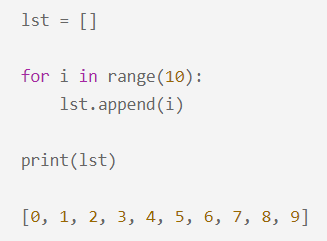 lst = []
for i in range(10):
    lst.append(i)
print(lst)
[0, 1, 2, 3, 4, 5, 6, 7, 8, 9]